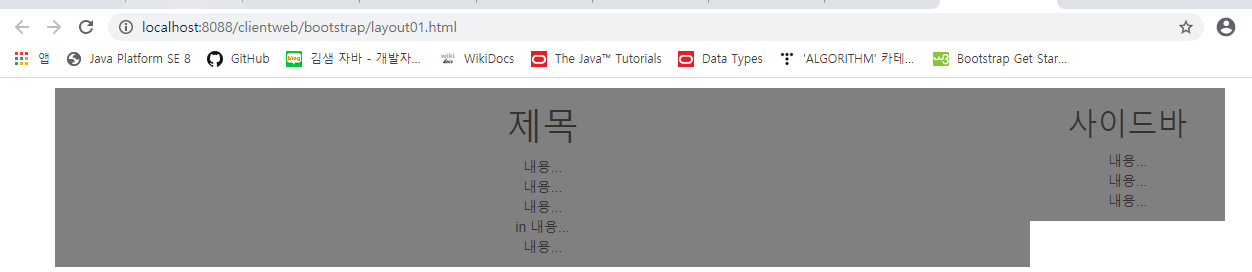 localhost:8088/clientweb/bootstrap/layout01.html
앱 Java Platform SE 8 GitHub blog 김샘 자바 - 개발자... wiki docs WikiDocs The Java™ Tutorials Data Types 'ALGORITHM' 카테... w3 Bootstrap Get Star...
제목
내용...
내용...
내용...
in 내용...
내용...
사이드바
내용...
내용...
내용...